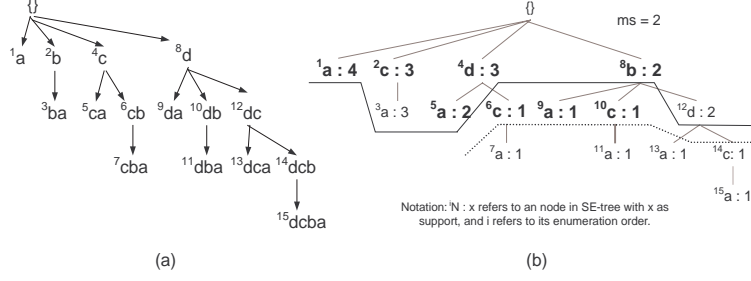 {}
1a 2b 4c 8d
3ba 5ca 6cb 9da 10db 12dc
7cba 11dba 13dca 14dcb
15dcba
(a)
{}
ms = 2
1a : 4 2c : 3 4d : 3 8b : 2
3a : 3 5a : 2 6c : 1 9a : 1 10c : 1 12d : 2
7a : 1 11a : 1 13a : 1 14c: 1
15a : 1
Notation: iN : x refers to an node in SE-tree with x as
support, and i refers to its enumeration order.
(b)